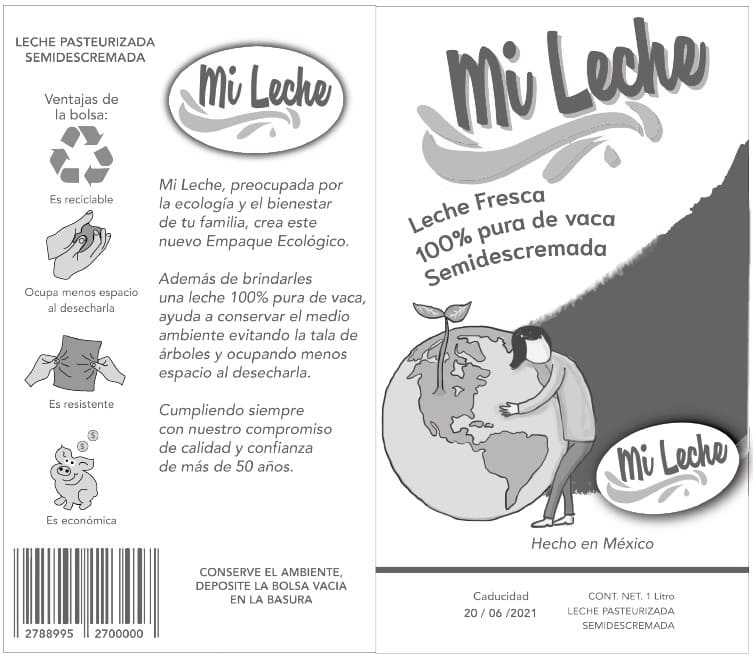 LECHE PASTEURIZADA
SEMIDESCREMADA
Ventajas de
la bolsa:
Es reciclable
Ocupa menos espacio
al desecharla
Es resistente
$
$
Es económica
2788995 2700000
Mi Leche
Mi Leche, preocupada por
la ecología y el bienestar
de tu familia, crea este
nuevo Empaque Ecológico.
Además de brindarles
una leche 100% pura de vaca,
ayuda a conservar el medio
ambiente evitando la tala de
árboles y ocupando menos
espacio al desecharla.
Cumpliendo siempre
con nuestro compromiso
de calidad y confianza
de más de 50 años.
CONSERVE EL AMBIENTE,
DEPOSITE LA BOLSA VACIA
EN LA BASURA
Mi Leche
Leche Fresca
100% pura de vaca
Semidescremada
Mi Leche
Hecho en México
Caducidad
20 / 06 /2021
CONT. NET. 1 Litro
LECHE PASTEURIZADA
SEMIDESCREMADA